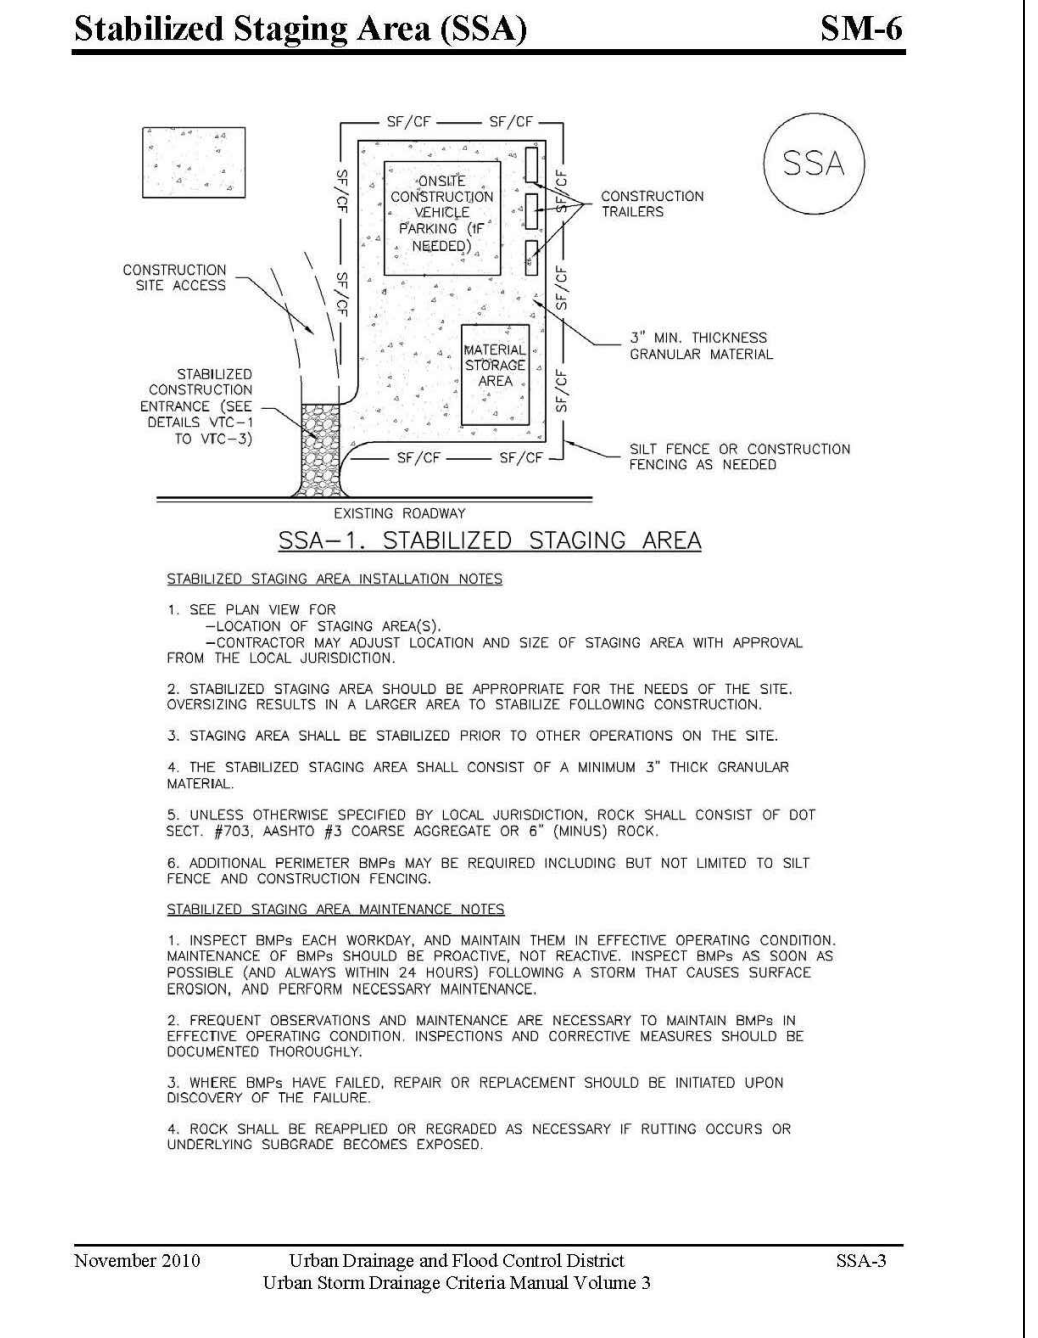 Stabilized Staging Area (SSA) SM-6
SF/CF SF/CF
SSA
SF/CF
SF/CF
ONSITE
CONSTRUCTION
VEHICLE
PARKING (IF
NEEDED)
CONSTRUCTION
TRAILERS
CONSTRUCTION
SITE ACCESS
SF/CF
SF/CF
3" MIN. THICKNESS
GRANULAR MATERIAL
MATERIAL
STORAGE
AREA
STABILIZED
CONSTRUCTION
ENTRANCE (SEE
DETAILS VTC-1
TO VTC-3)
SF/CF
SF/CF SF/CF
SILT FENCE OR CONSTRUCTION
FENCING AS NEEDED
EXISTING ROADWAY
SSA-1. STABILIZED STAGING AREA
STABILIZED STAGING AREA INSTALLATION NOTES
1. SEE PLAN VIEW FOR
-LOCATION OF STAGING AREA(S).
-CONTRACTOR MAY ADJUST LOCATION AND SIZE OF STAGING AREA WITH APPROVAL
FROM THE LOCAL JURISDICTION.
2. STABILIZED STAGING AREA SHOULD BE APPROPRIATE FOR THE NEEDS OF THE SITE.
OVERSIZING RESULTS IN A LARGER AREA TO STABILIZE FOLLOWING CONSTRUCTION.
3. STAGING AREA SHALL BE STABILIZED PRIOR TO OTHER OPERATIONS ON THE SITE.
4. THE STABILIZED STAGING AREA SHALL CONSIST OF A MINIMUM 3" THICK GRANULAR
MATERIAL.
5. UNLESS OTHERWISE SPECIFIED BY LOCAL JURISDICTION, ROCK SHALL CONSIST OF DOT
SECT. #703, AASHTO #3 COARSE AGGREGATE OR 6" (MINUS) ROCK.
6. ADDITIONAL PERIMETER BMPs MAY BE REQUIRED INCLUDING BUT NOT LIMITED TO SILT
FENCE AND CONSTRUCTION FENCING.
STABILIZED STAGING AREA MAINTENANCE NOTES
1. INSPECT BMPs EACH WORKDAY, AND MAINTAIN THEM IN EFFECTIVE OPERATING CONDITION.
MAINTENANCE OF BMPs SHOULD BE PROACTIVE, NOT REACTIVE. INSPECT BMPs AS SOON AS
POSSIBLE (AND ALWAYS WITHIN 24 HOURS) FOLLOWING A STORM THAT CAUSES SURFACE
EROSION, AND PERFORM NECESSARY MAINTENANCE.
2. FREQUENT OBSERVATIONS AND MAINTENANCE ARE NECESSARY TO MAINTAIN BMPs IN
EFFECTIVE OPERATING CONDITION. INSPECTIONS AND CORRECTIVE MEASURES SHOULD BE
DOCUMENTED THOROUGHLY.
3. WHERE BMPs HAVE FAILED, REPAIR OR REPLACEMENT SHOULD BE INITIATED UPON
DISCOVERY OF THE FAILURE.
4. ROCK SHALL BE REAPPLIED OR REGRADED AS NECESSARY IF RUTTING OCCURS OR
UNDERLYING SUBGRADE BECOMES EXPOSED.
November 2010 Urban Drainage and Flood Control District SSA-3
Urban Storm Drainage Criteria Manual Volume 3